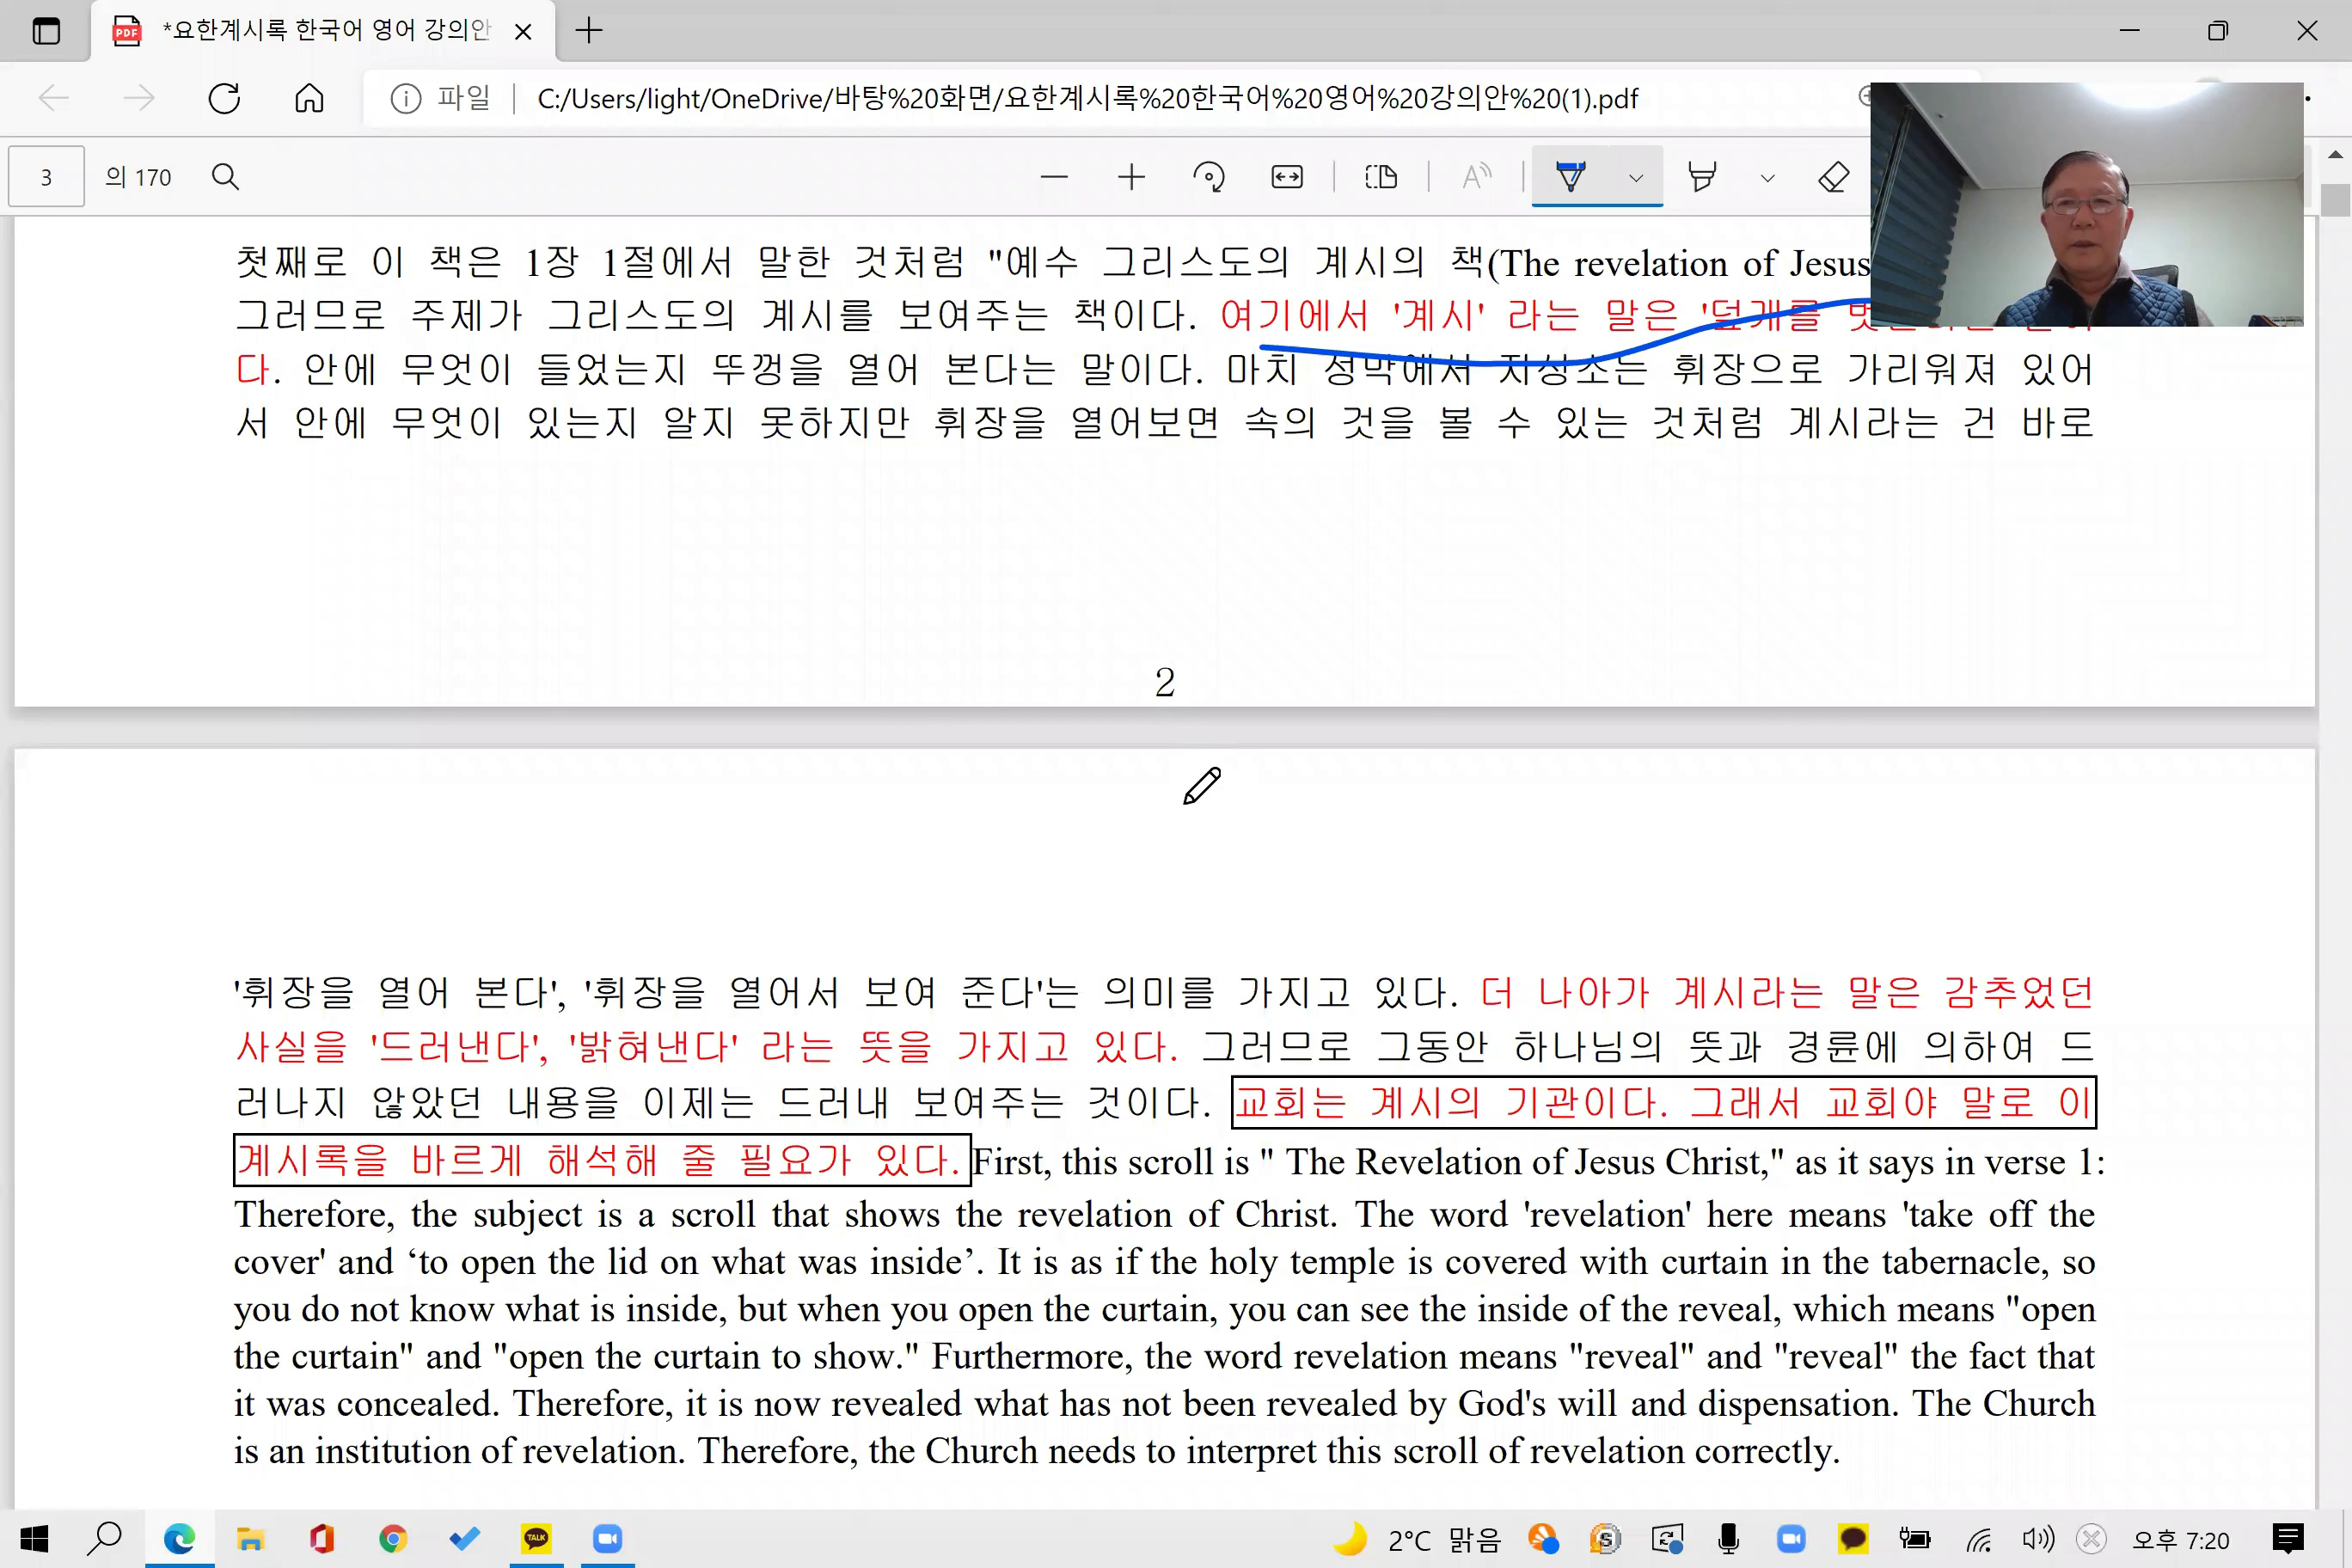 *요한계시록 한국어 영어 강의안
파일
C:/Users/light/OneDrive/바탕%20화면/요한계시록%20한국어%20영어%20강의안%20(1).pdf
3 의 170
첫째로 이 책은 1장 1절에서 말한 것처럼 "예수 그리스도의 계시의 책(The revelation of Jesus
그러므로 주제가 그리스도의 계시를 보여주는 책이다. 여기에서 '계시' 라는 말은 '덮개를
다. 안에 무엇이 들었는지 뚜껑을 열어 본다는 말이다. 마치 성막에서 지성소는 휘장으로 가리워져 있어
서 안에 무엇이 있는지 알지 못하지만 휘장을 열어보면 속의 것을 볼 수 있는 것처럼 계시라는 건 바로
2
'휘장을 열어 본다', '휘장을 열어서 보여 준다'는 의미를 가지고 있다. 더 나아가 계시라는 말은 감추었던
사실을 '드러낸다', '밝혀낸다' 라는 뜻을 가지고 있다. 그러므로 그동안 하나님의 뜻과 경륜에 의하여 드
러나지 않았던 내용을 이제는 드러내 보여주는 것이다. 교회는 계시의 기관이다. 그래서 교회야 말로 이
계시록을 바르게 해석해 줄 필요가 있다. First, this scroll is " The Revelation of Jesus Christ," as it says in verse 1:
Therefore, the subject is a scroll that shows the revelation of Christ. The word 'revelation' here means 'take off the
cover' and ‘to open the lid on what was inside’. It is as if the holy temple is covered with curtain in the tabernacle, so
you do not know what is inside, but when you open the curtain, you can see the inside of the reveal, which means "open
the curtain" and "open the curtain to show." Furthermore, the word revelation means "reveal" and "reveal" the fact that
it was concealed. Therefore, it is now revealed what has not been revealed by God's will and dispensation. The Church
is an institution of revelation. Therefore, the Church needs to interpret this scroll of revelation correctly.
2°C 맑음
오후 7:20